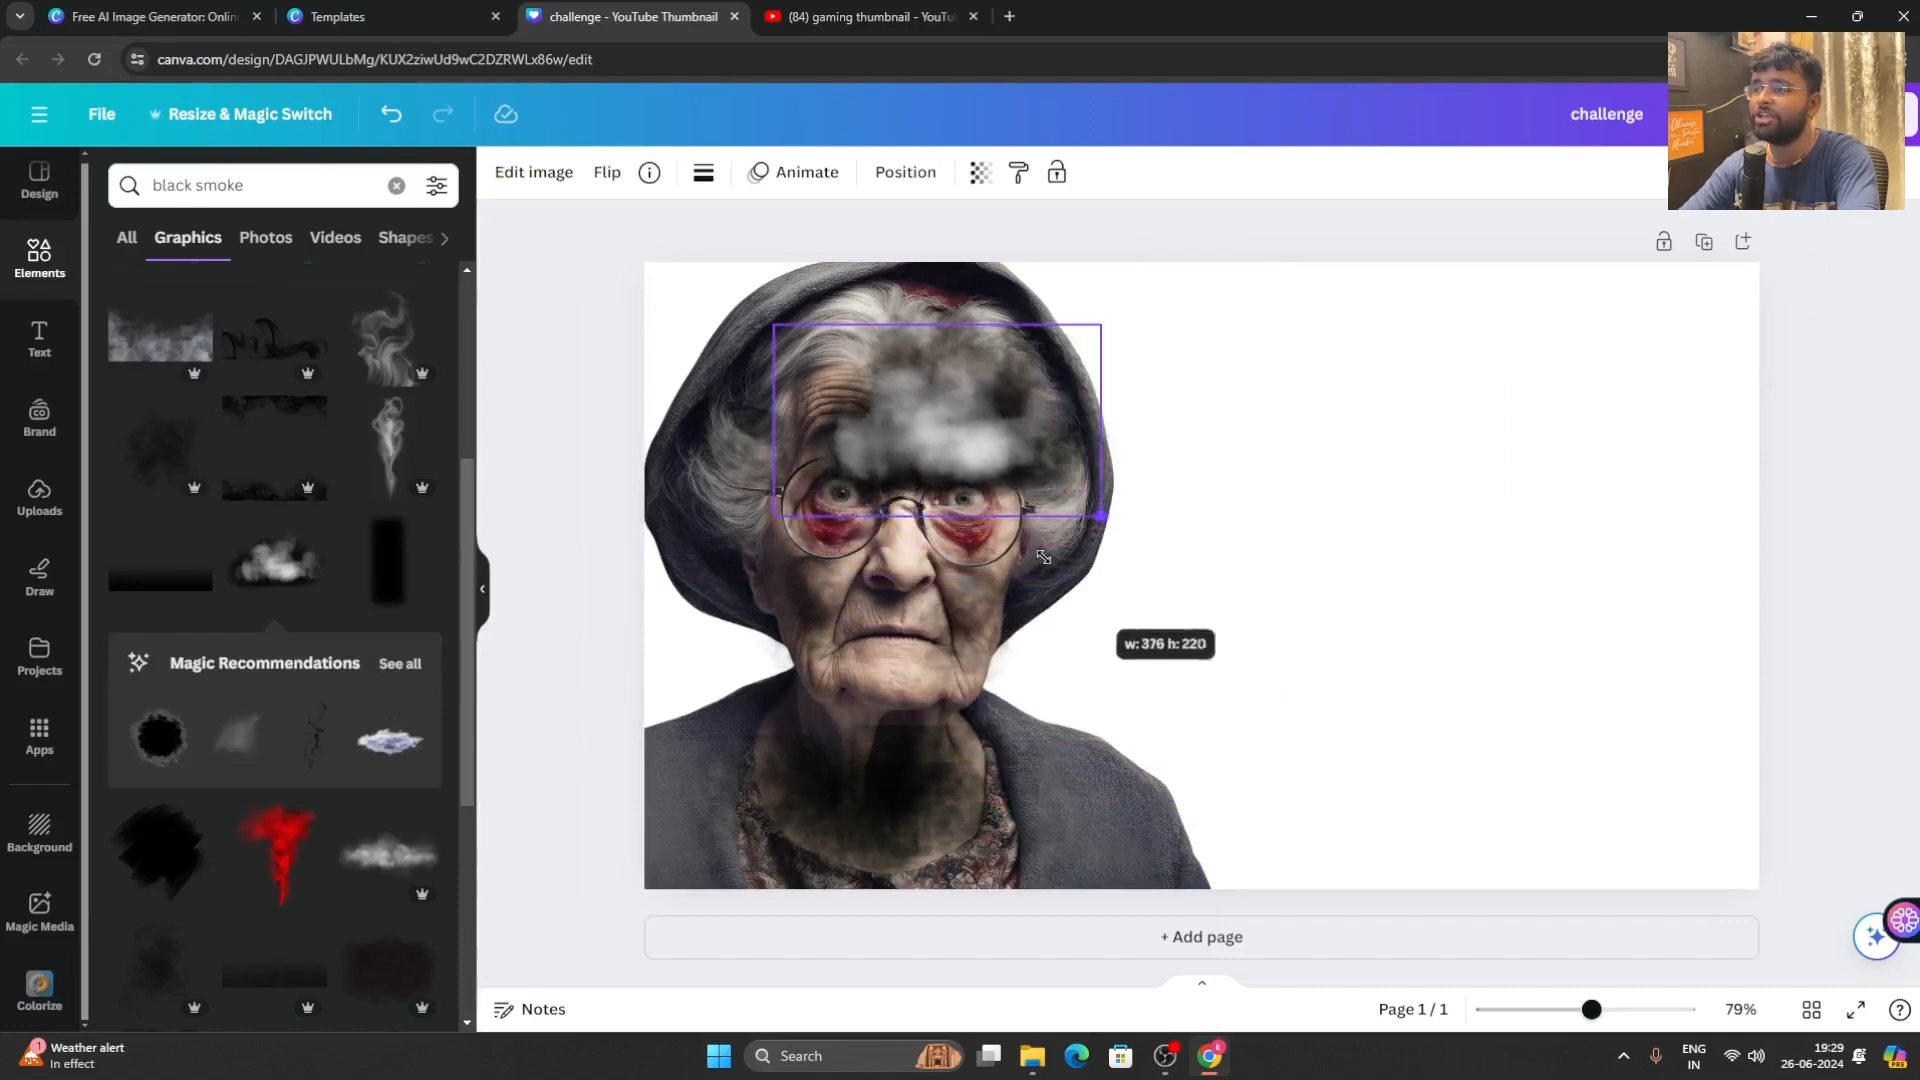 Free AI Image Generator: Onlin
Templates
challenge - YouTube Thumbnail
(84) gaming thumbnail - YouTu
canva.com/design/DAGJPWULbMg/KUX2ziwUd9wC2DZRWLx86w/edit
File
Resize & Magic Switch
challenge
Design
Elements
Text
Brand
Uploads
Draw
Projects
Apps
Background
Magic Media
Colorize
black smoke
All
Graphics
Photos
Videos
Shapes
Magic Recommendations
See all
Edit image
Flip
Animate
Position
w: 376 h: 220
+ Add page
Notes
Page 1 / 1
79%
Weather alert
In effect
Search
ENG
IN
19:29
26-06-2024